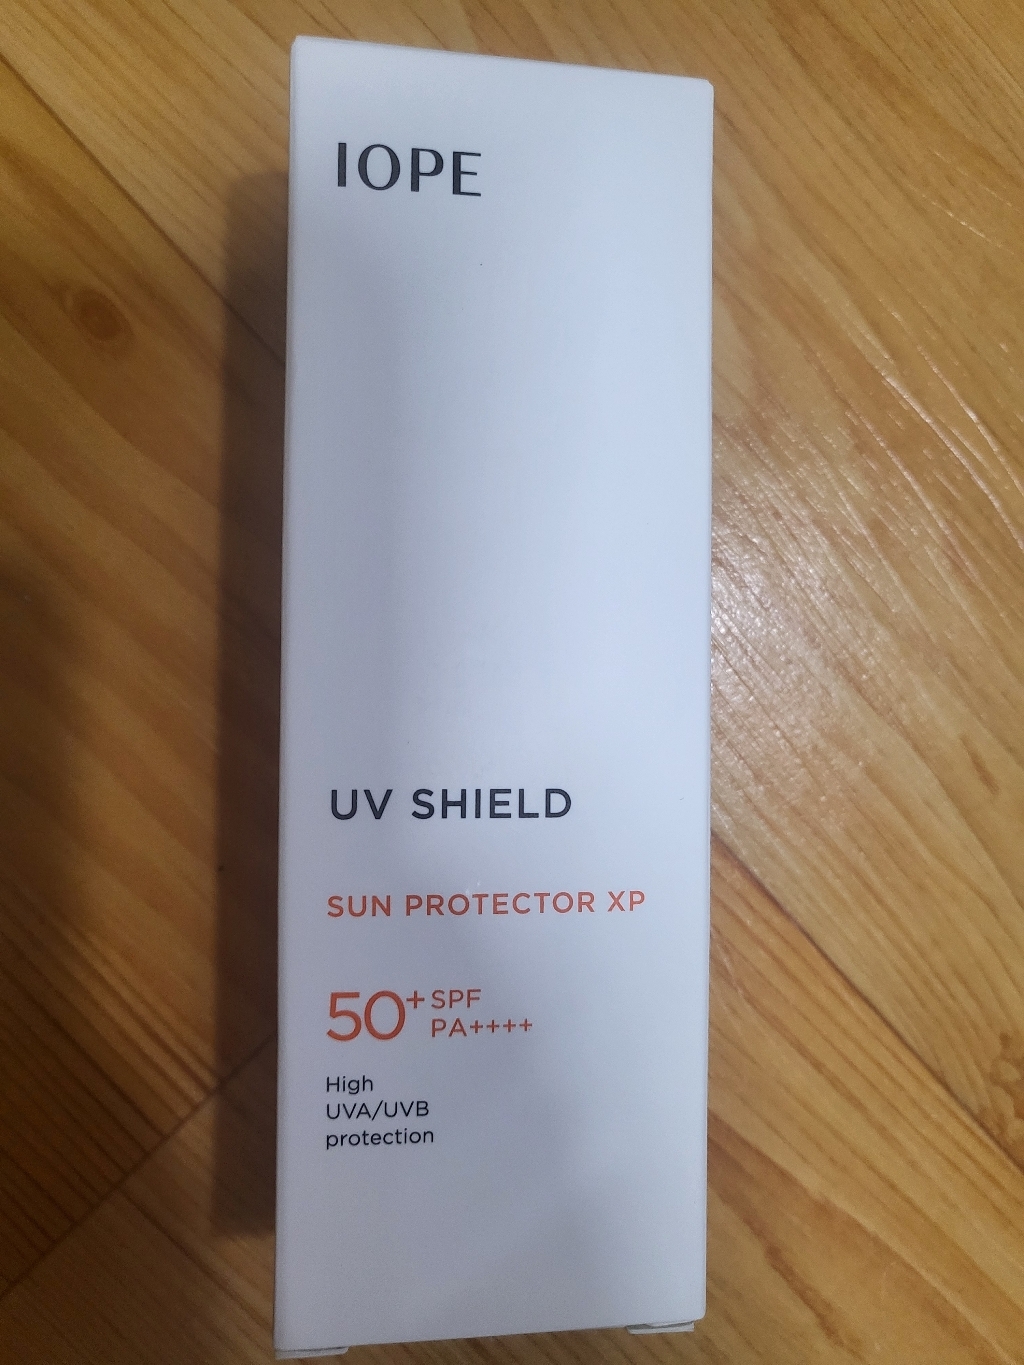 IOPE
UV SHIELD
SUN PROTECTOR XP
50+ SPF
PA++++
High
UVA/UVB
protection